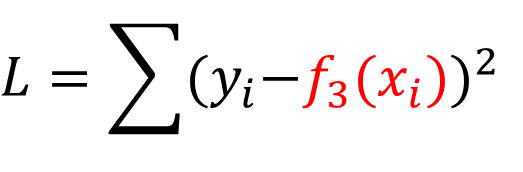 L = ∑(yᵢ−f₃(xᵢ))²